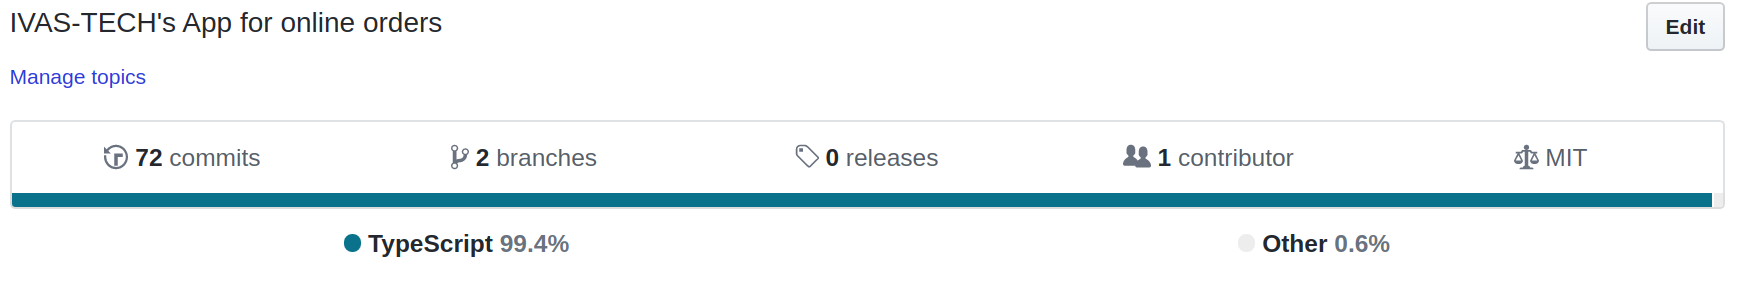 IVAS-TECH's App for online orders
Edit
Manage topics
72 commits 2 branches 0 releases 1 contributor MIT
TypeScript 99.4% Other 0.6%